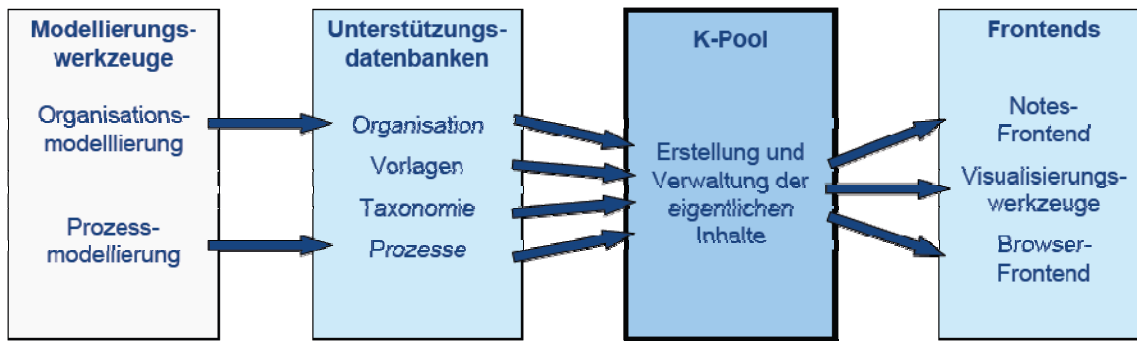 Modellierungs-
werkzeuge
Organisations-
modelllierung
Prozess-
modellierung
Unterstützungs-
datenbanken
Organisation
Vorlagen
Taxonomie
Prozesse
K-Pool
Erstellung und
Verwaltung der
eigentlichen
Inhalte
Frontends
Notes-
Frontend
Visualisierungs-
werkzeuge
Browser-
Frontend